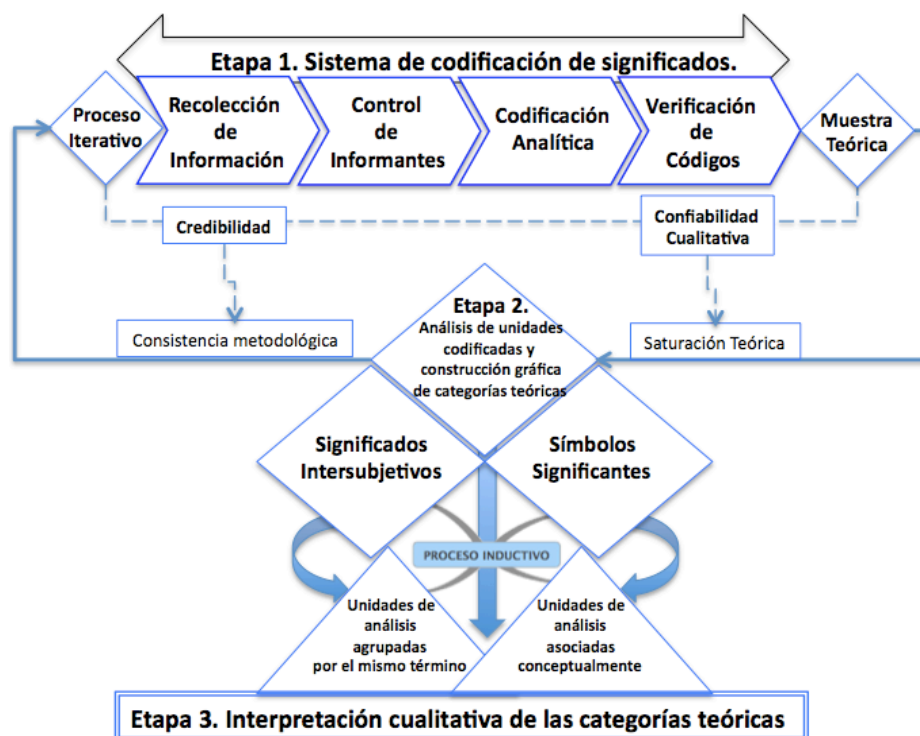 Etapa 1. Sistema de codificación de significados.
Proceso
Iterativo
Recolección
de
Información
Control
de
Informantes
Codificación
Analítica
Verificación
de
Códigos
Muestra
Teórica
Credibilidad
Confiabilidad
Cualitativa
Consistencia metodológica
Saturación Teórica
Etapa 2.
Análisis de unidades
codificadas y
construcción gráfica
de categorías teóricas
Significados
Intersubjetivos
Símbolos
Significantes
PROCESO INDUCTIVO
Unidades de
análisis
agrupadas
por el mismo término
Unidades de
análisis
asociadas
conceptualmente
Etapa 3. Interpretación cualitativa de las categorías teóricas